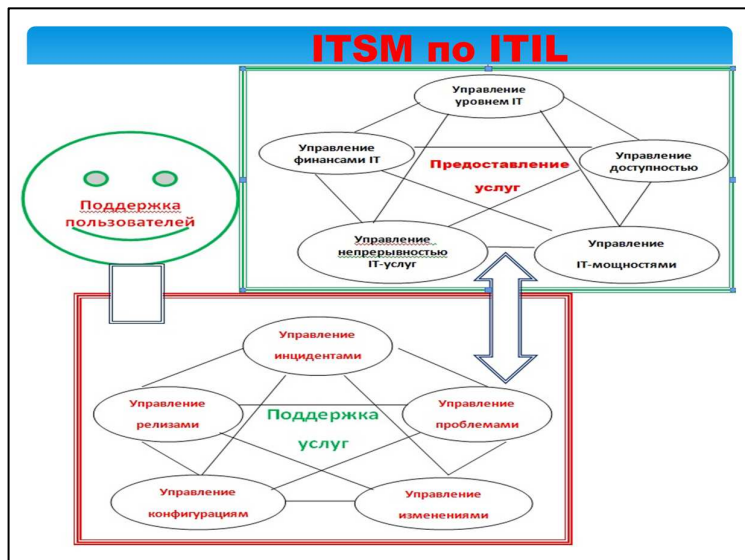 ITSM по ITIL
Управление
уровнем IT
Управление
финансами IT
Предоставление
услуг
Управление
доступностью
Управление
непрерывностью
IT-услуг
Управление
IT-мощностями
Поддержка
пользователей
Управление
инцидентами
Управление
релизами
Поддержка
услуг
Управление
проблемами
Управление
конфигурациям
Управление
изменениями